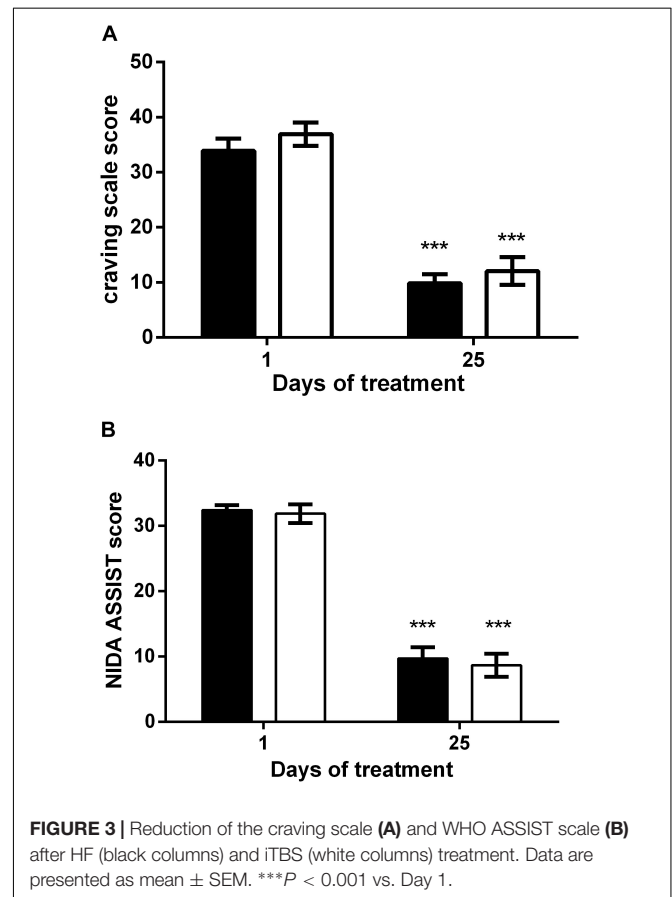 A
50
40
30
20
10
0
craving scale score
*** ***
1 25
Days of treatment
B
40
30
20
10
0
NIDA ASSIST score
*** ***
1 25
Days of treatment
FIGURE 3 | Reduction of the craving scale (A) and WHO ASSIST scale (B)
after HF (black columns) and iTBS (white columns) treatment. Data are
presented as mean ± SEM. ***P < 0.001 vs. Day 1.